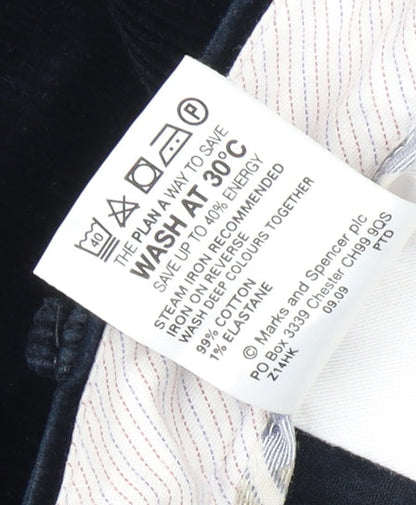 40 P
THE PLAN A WAY TO SAVE
WASH AT 30°C
SAVE UP TO 40% ENERGY
STEAM IRON RECOMMENDED
IRON ON REVERSE
WASH DEEP COLOURS TOGETHER
99% COTTON
1% ELASTANE
© Marks and Spencer plc
PO Box 3339 Chester CH99 9QS
Z14HK 09.09 PTD